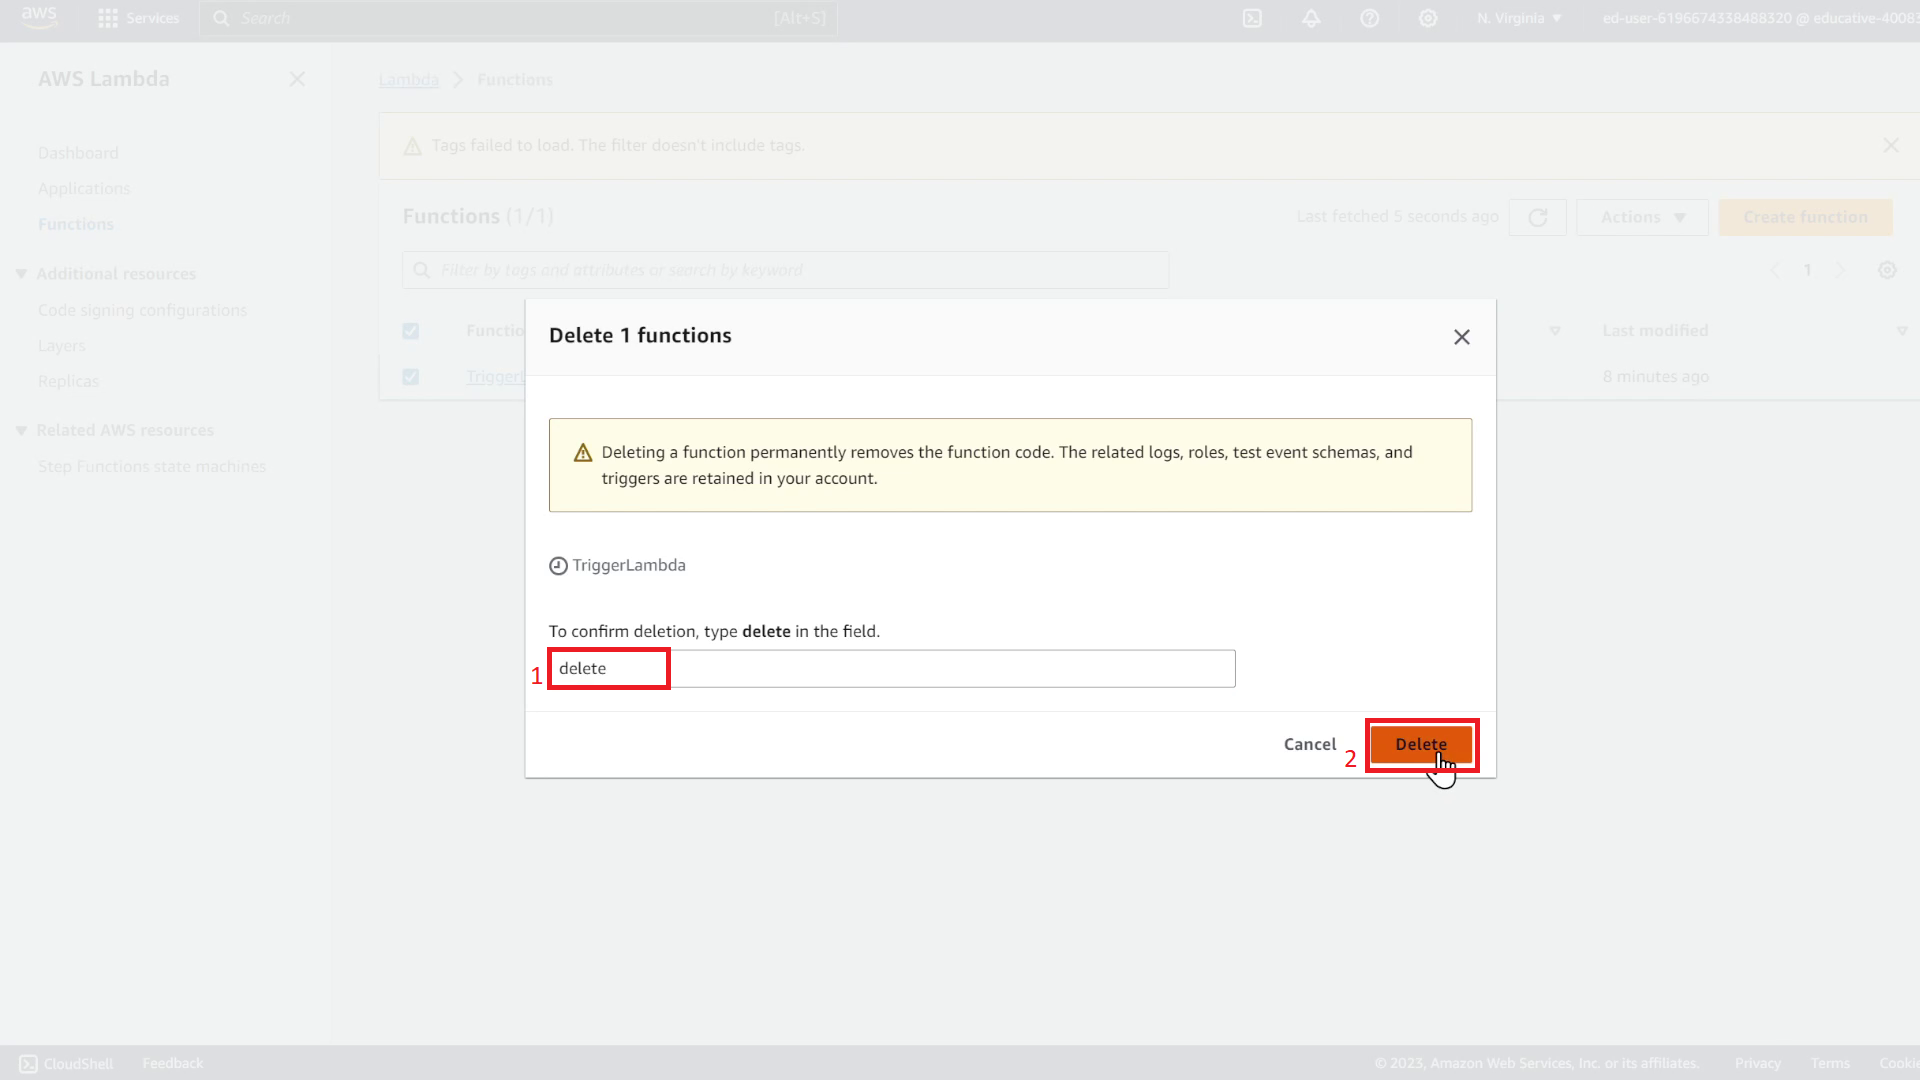 aws
Services
Search
[Alt+S]
N. Virginia
ed-user-6196674338488320 @ educative-40083
AWS Lambda
Dashboard
Applications
Functions
Additional resources
Code signing configurations
Layers
Replicas
Related AWS resources
Step Functions state machines
Lambda
Functions
Tags failed to load. The filter doesn't include tags.
Functions (1/1)
Last fetched 5 seconds ago
Actions
Create function
Filter by tags and attributes or search by keyword
1
Functio
Last modified
TriggerL
8 minutes ago
Delete 1 functions
Deleting a function permanently removes the function code. The related logs, roles, test event schemas, and
triggers are retained in your account.
TriggerLambda
To confirm deletion, type delete in the field.
1
delete
Cancel
2
Delete
CloudShell
Feedback
© 2023, Amazon Web Services, Inc. or its affiliates.
Privacy
Terms
Cookie